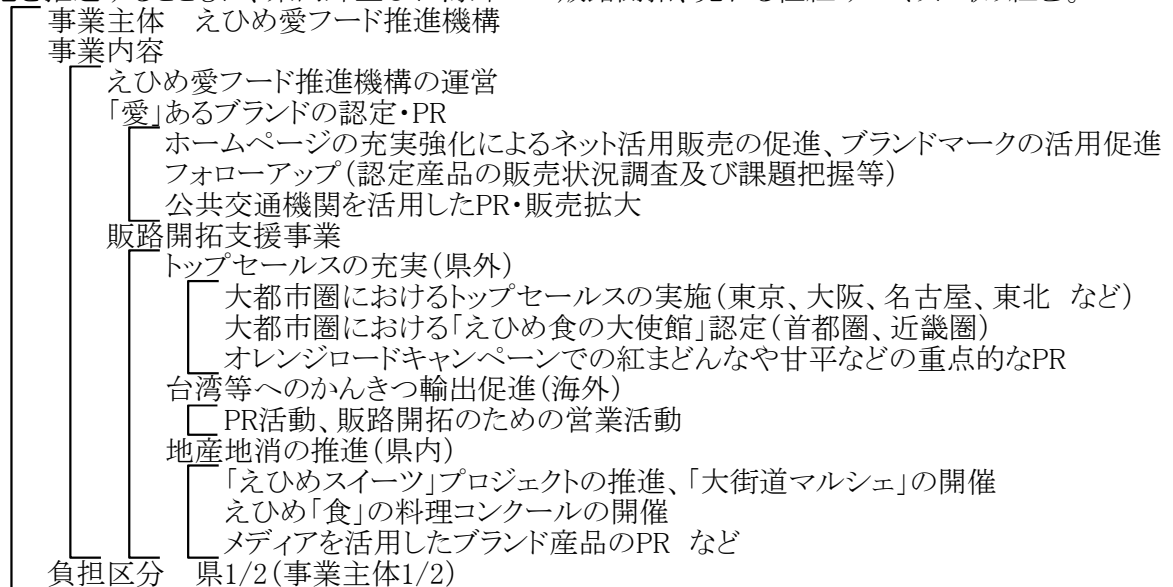 事業主体　えひめ愛フード推進機構
事業内容
えひめ愛フード推進機構の運営
「愛」あるブランドの認定・PR
ホームページの充実強化によるネット活用販売の促進、ブランドマークの活用促進
フォローアップ（認定産品の販売状況調査及び課題把握等）
公共交通機関を活用したPR・販売拡大
販路開拓支援事業
トップセールスの充実（県外）
大都市圏におけるトップセールスの実施（東京、大阪、名古屋、東北　など）
大都市圏における「えひめ食の大使館」認定（首都圏、近畿圏）
オレンジロードキャンペーンでの紅まどんなや甘平などの重点的なPR
台湾等へのかんきつ輸出促進（海外）
PR活動、販路開拓のための営業活動
地産地消の推進（県内）
「えひめスイーツ」プロジェクトの推進、「大街道マルシェ」の開催
えひめ「食」の料理コンクールの開催
メディアを活用したブランド産品のPR　など
負担区分　県1/2（事業主体1/2）